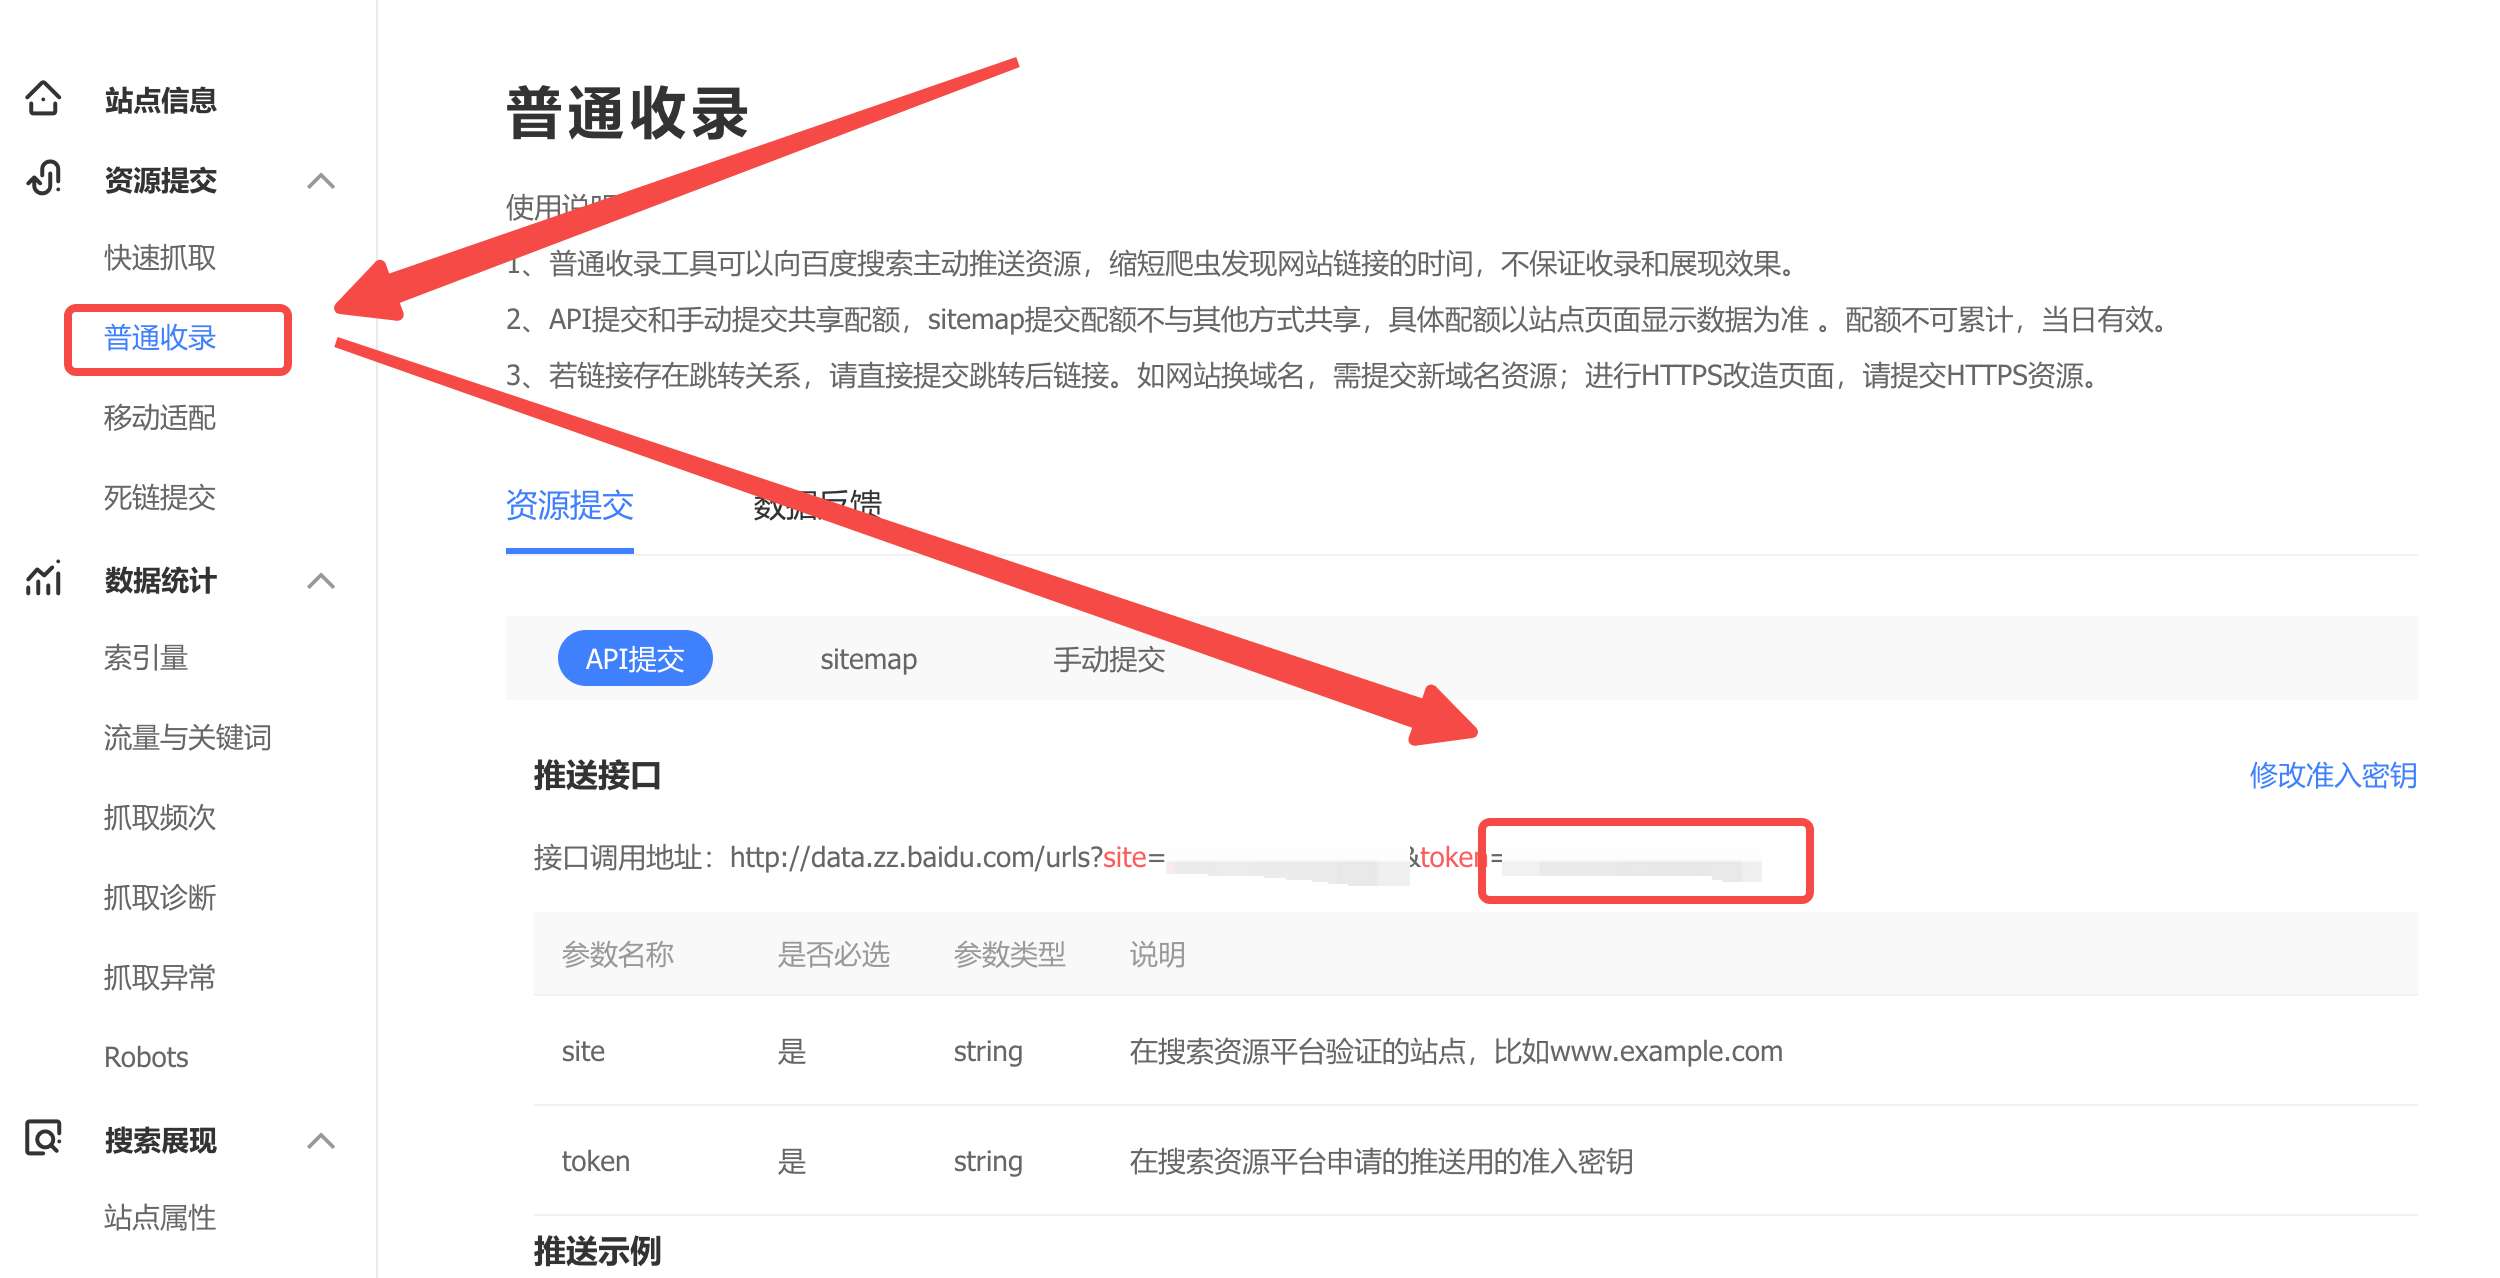 站点信息
资源提交
快速抓取
普通收录
移动适配
死链提交
数据统计
索引量
流量与关键词
抓取频次
抓取诊断
抓取异常
Robots
搜索展现
站点属性
普通收录
使用说明
1、普通收录工具可以向百度搜索主动推送资源，缩短爬虫发现网站链接的时间，不保证收录和展现效果。
2、API提交和手动提交共享配额，sitemap提交配额不与其他方式共享，具体配额以站点页面显示数据为准 。配额不可累计，当日有效。
3、若链接存在跳转关系，请直接提交跳转后链接。如网站换域名，需提交新域名资源；进行HTTPS改造页面，请提交HTTPS资源。
资源提交 数据反馈
API提交 sitemap 手动提交
推送接口 修改准入密钥
接口调用地址：http://data.zz.baidu.com/urls?site= &token=
参数名称 是否必选 参数类型 说明
site 是 string 在搜索资源平台验证的站点，比如www.example.com
token 是 string 在搜索资源平台申请的推送用的准入密钥
推送示例